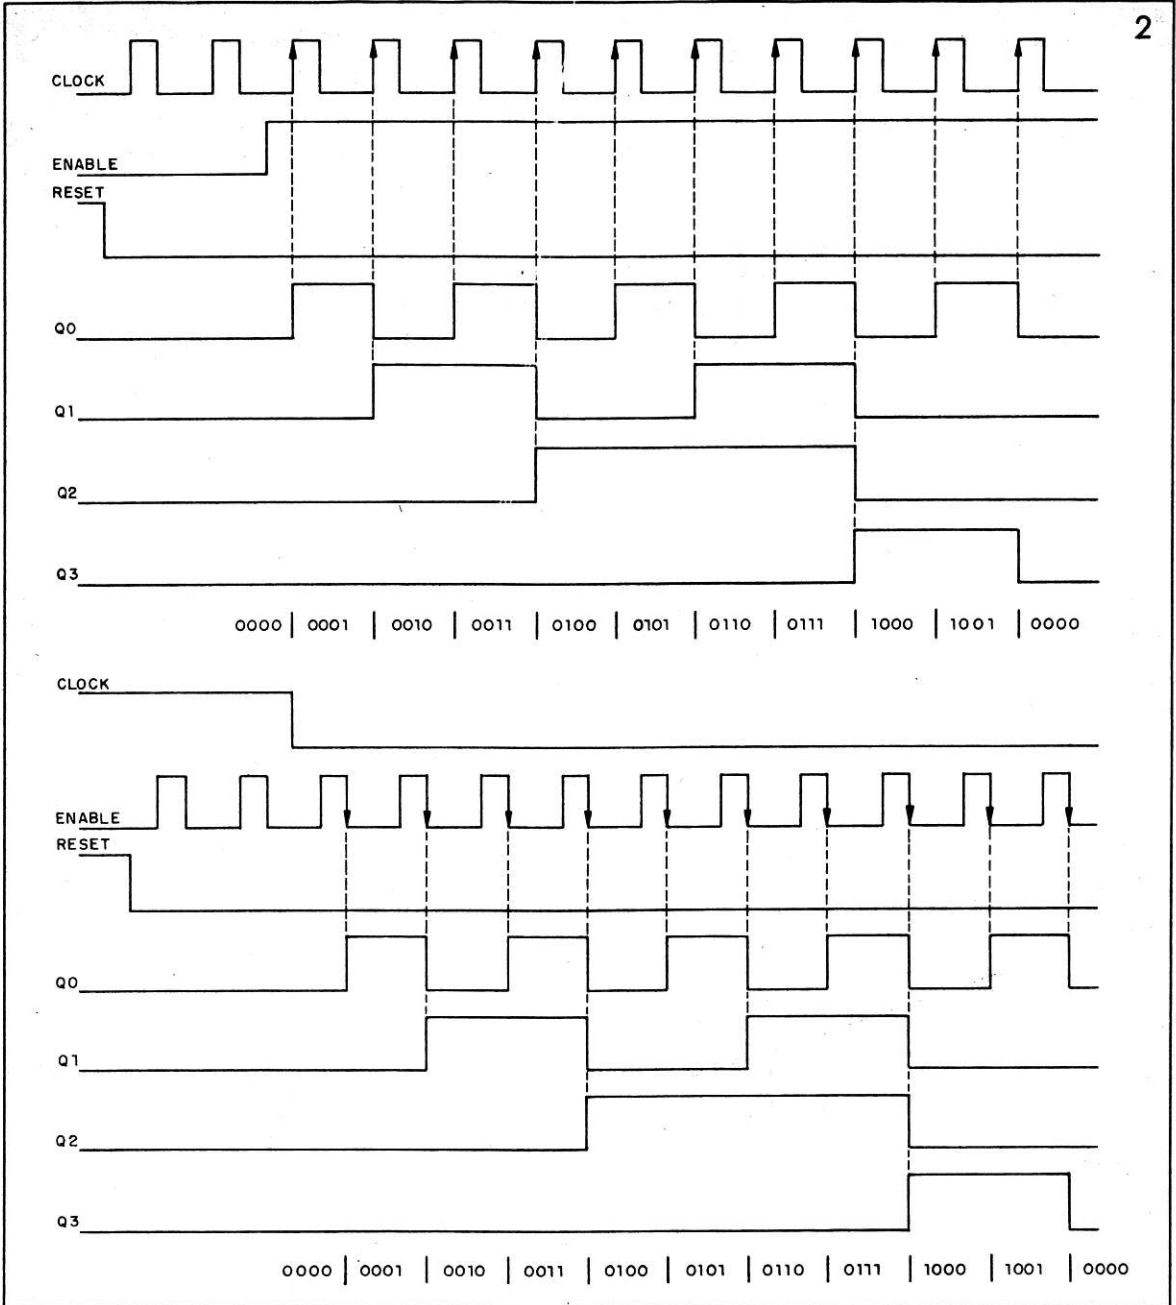 2
CLOCK
ENABLE
RESET
Q0
Q1
Q2
Q3
0000 | 0001 | 0010 | 0011 | 0100 | 0101 | 0110 | 0111 | 1000 | 1001 | 0000
CLOCK
ENABLE
RESET
Q0
Q1
Q2
Q3
0000 | 0001 | 0010 | 0011 | 0100 | 0101 | 0110 | 0111 | 1000 | 1001 | 0000